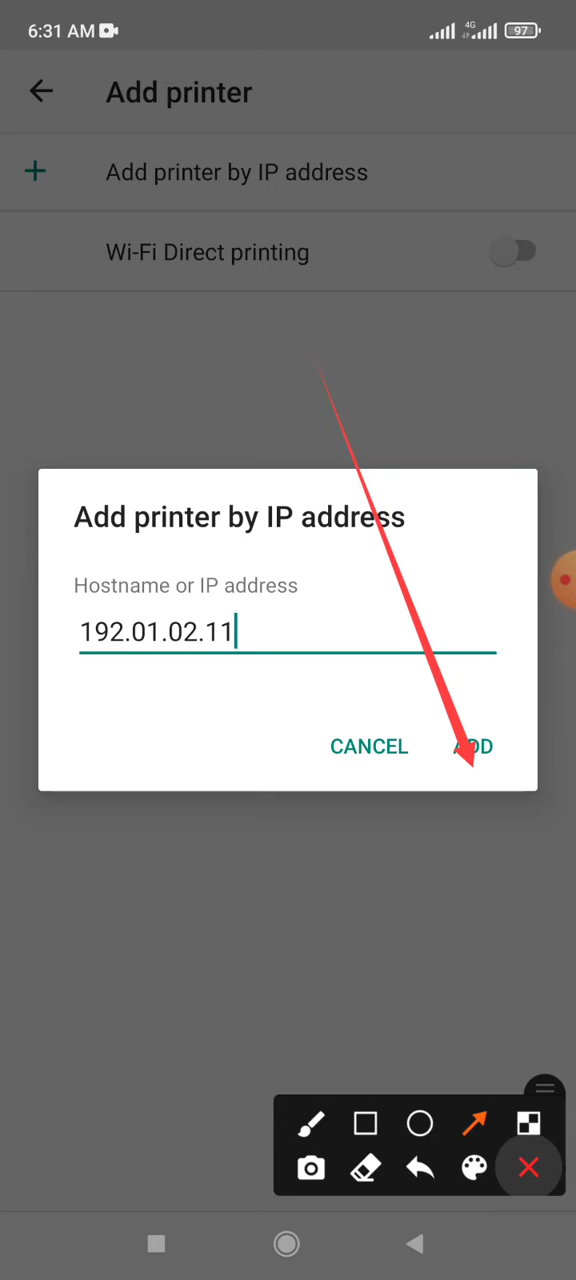 6:31 AM 4G 97
Add printer
Add printer by IP address
Wi-Fi Direct printing
Add printer by IP address
Hostname or IP address
192.01.02.11
CANCEL ADD